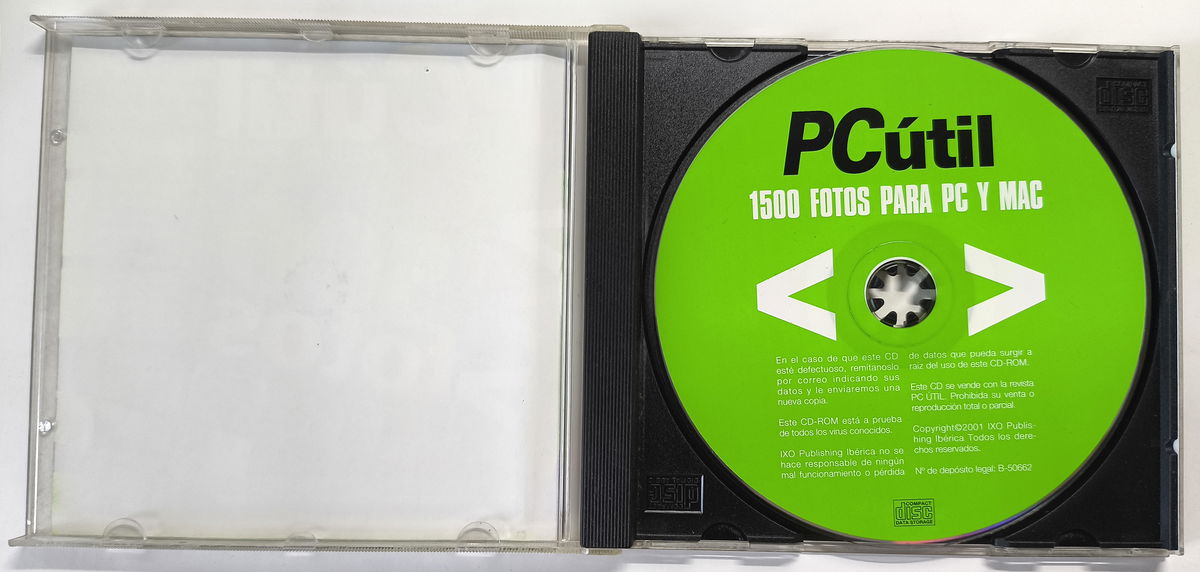 PCútil
1500 FOTOS PARA PC Y MAC
< >
En el caso de que este CD
esté defectuoso, remítanoslo
por correo indicando sus
datos y le enviaremos una
nueva copia.
Este CD-ROM está a prueba
de todos los virus conocidos.
IXO Publishing Ibérica no se
hace responsable de ningún
mal funcionamiento o pérdida
de datos que pueda surgir a
raíz del uso de este CD-ROM.
Este CD se vende con la revista
PC ÚTIL. Prohibida su venta o
reproducción total o parcial.
Copyright©2001 IXO Publis-
hing Ibérica Todos los dere-
chos reservados.
Nº de depósito legal: B-50662
COMPACT
disc
DATA STORAGE
COMPACT
disc
disc